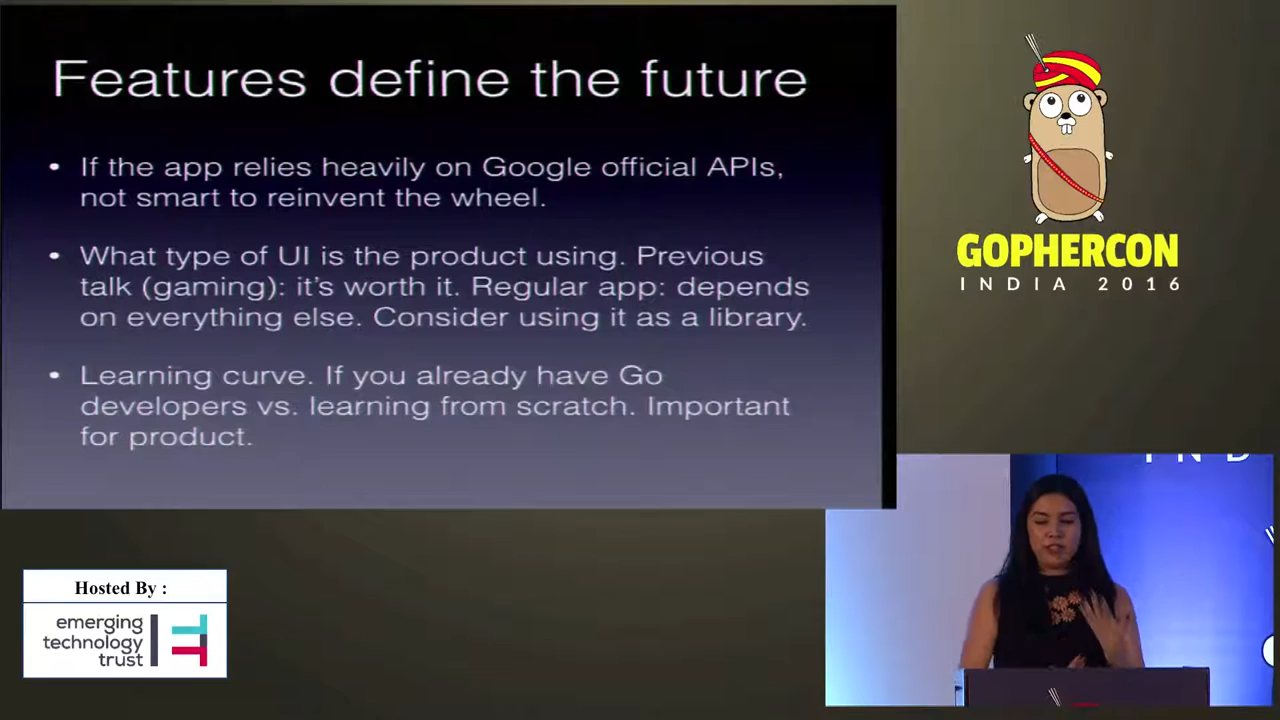 Features define the future
• If the app relies heavily on Google official APIs,
not smart to reinvent the wheel.
• What type of UI is the product using. Previous
talk (gaming): it’s worth it. Regular app: depends
on everything else. Consider using it as a library.
• Learning curve. If you already have Go
developers vs. learning from scratch. Important
for product.
GOPHERCON
INDIA 2016
Hosted By :
emerging
technology
trust